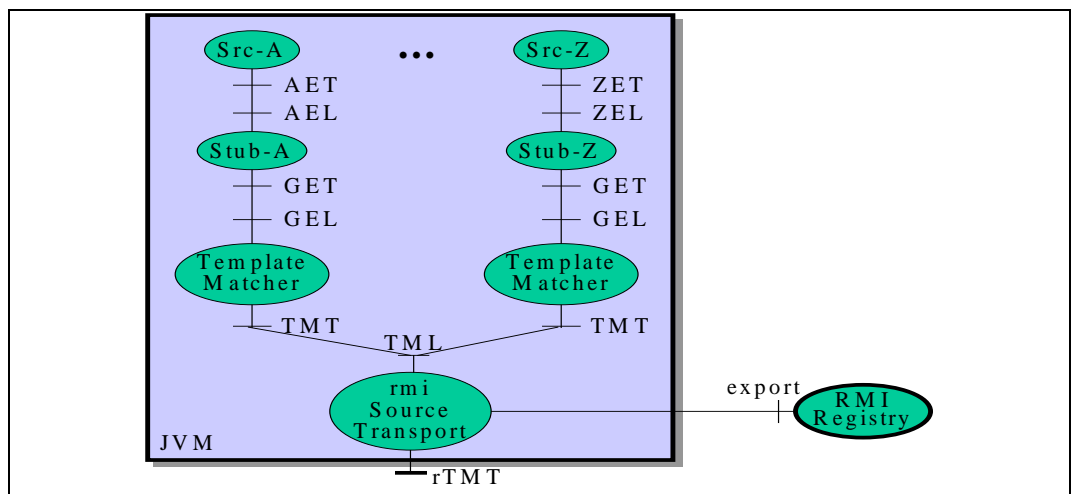 Src-A
...
Src-Z
AET
ZET
AEL
ZEL
Stub-A
Stub-Z
GET
GET
GEL
GEL
Template
Matcher
Template
Matcher
TMT
TML
TMT
rmi
Source
Transport
export
RMI
Registry
JVM
rTMT